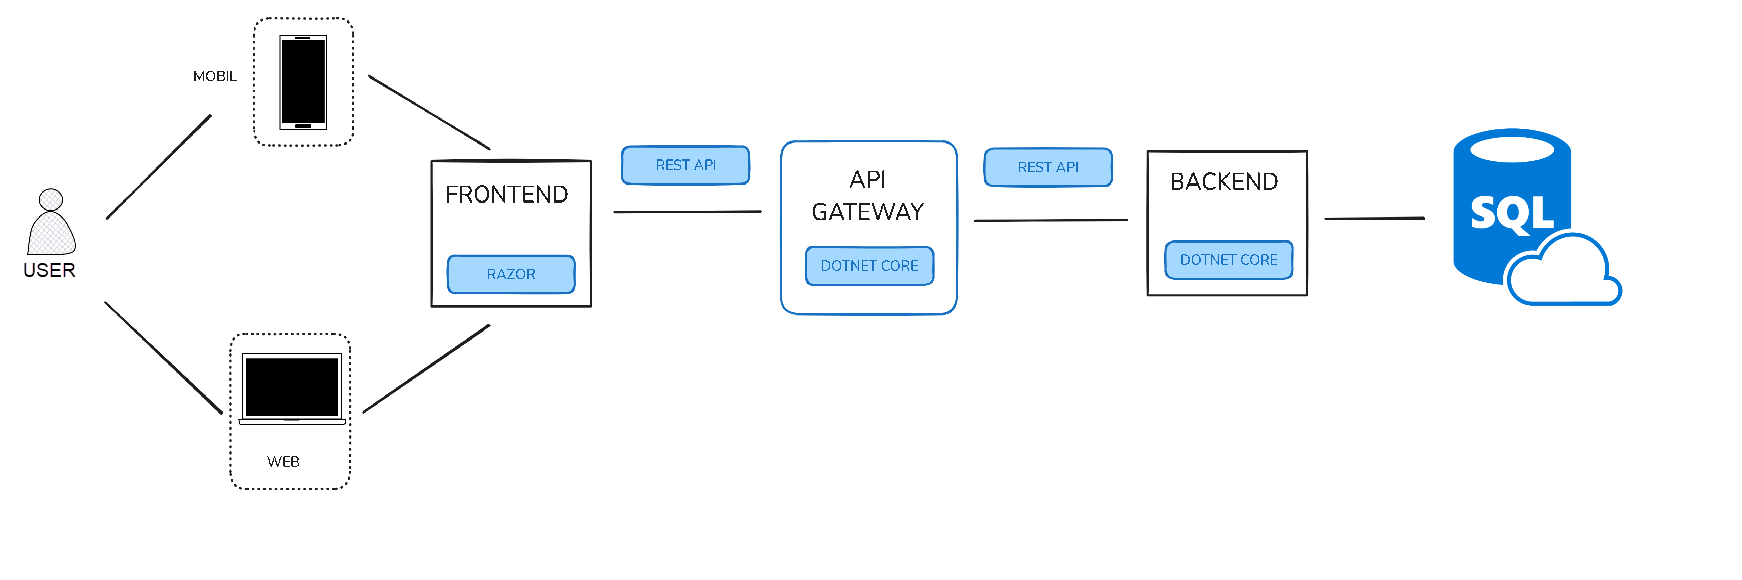 MOBIL
USER
WEB
FRONTEND
RAZOR
REST API
API
GATEWAY
DOTNET CORE
REST API
BACKEND
DOTNET CORE
SQL